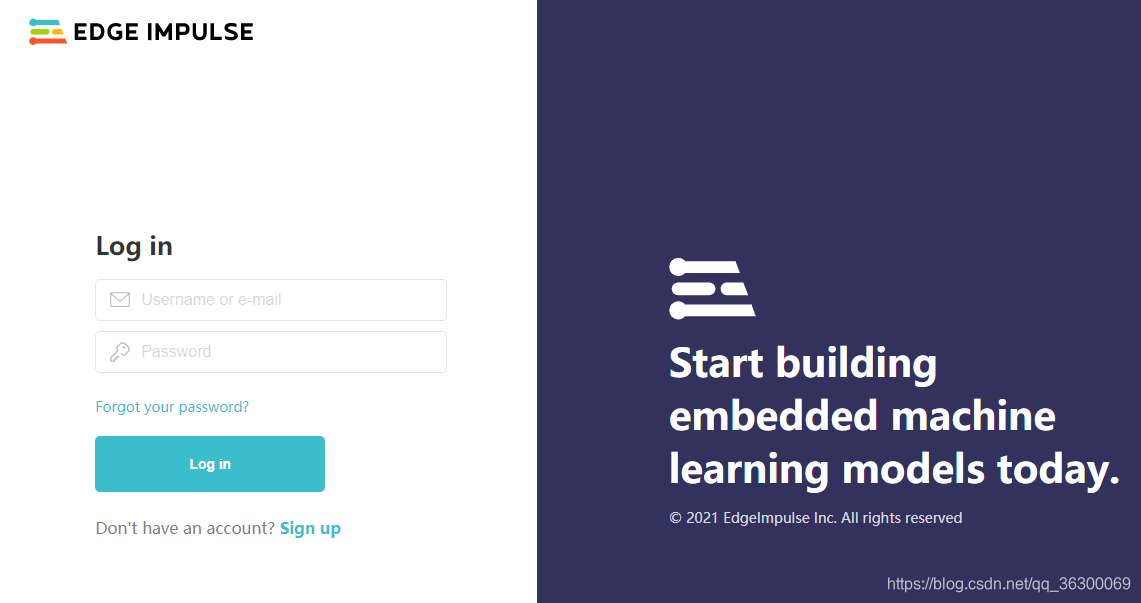 EDGE IMPULSE
Log in
Username or e-mail
Password
Forgot your password?
Log in
Don't have an account? Sign up
Start building
embedded machine
learning models today.
© 2021 EdgeImpulse Inc. All rights reserved
https://blog.csdn.net/qq_36300069